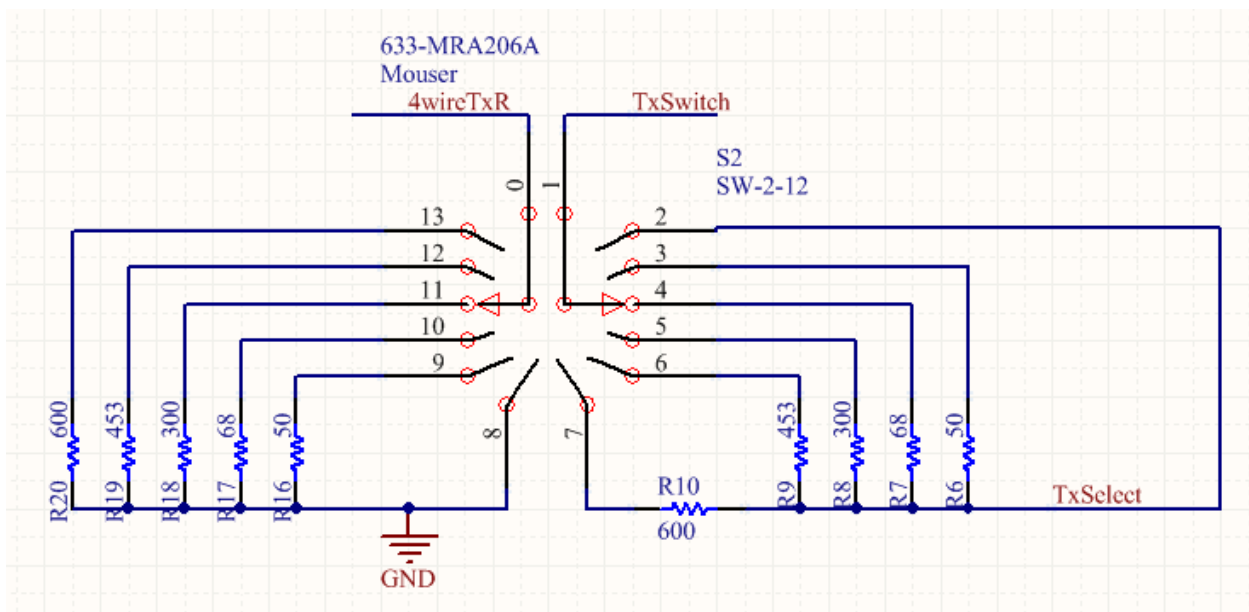 633-MRA206A
Mouser
4wireTxR
TxSwitch
S2
SW-2-12
0
1
13
2
12
3
11
4
10
5
9
6
8
7
600
453
300
68
50
R20
R19
R18
R17
R16
R10
600
453
300
68
50
R9
R8
R7
R6
TxSelect
GND